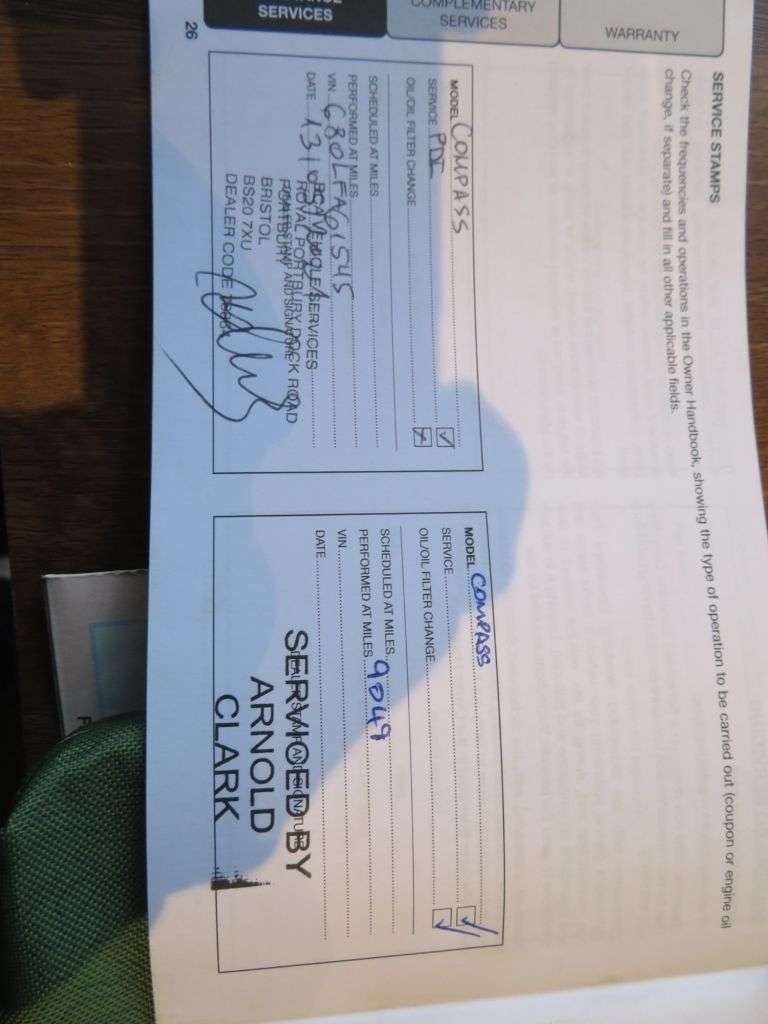 SERVICES
COMPLEMENTARY
SERVICES
WARRANTY
SERVICE STAMPS
Check the frequencies and operations in the Owner Handbook, showing the type of operation to be carried out (coupon or engine oil
change, if separate) and fill in all other applicable fields.
MODEL COMPASS
SERVICE PDI
OIL/OIL FILTER CHANGE
SCHEDULED AT MILES
PERFORMED AT MILES
VIN
DATE
ROYAL PORTBURY DOCK ROAD
PORTBURY
BRISTOL
BS20 7XU
DEALER CODE
MODEL COMPASS
SERVICE
OIL/OIL FILTER CHANGE
SCHEDULED AT MILES
PERFORMED AT MILES 9049
VIN
DATE
DEALER STAMP AND SIGNATURE
SERVICED BY
ARNOLD
CLARK
26